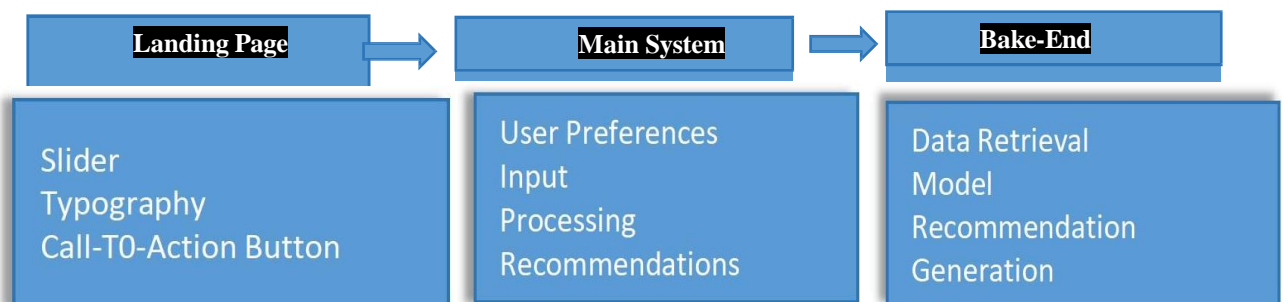 Landing Page
Main System
Bake-End
Slider
Typography
Call-T0-Action Button
User Preferences
Input
Processing
Recommendations
Data Retrieval
Model
Recommendation
Generation